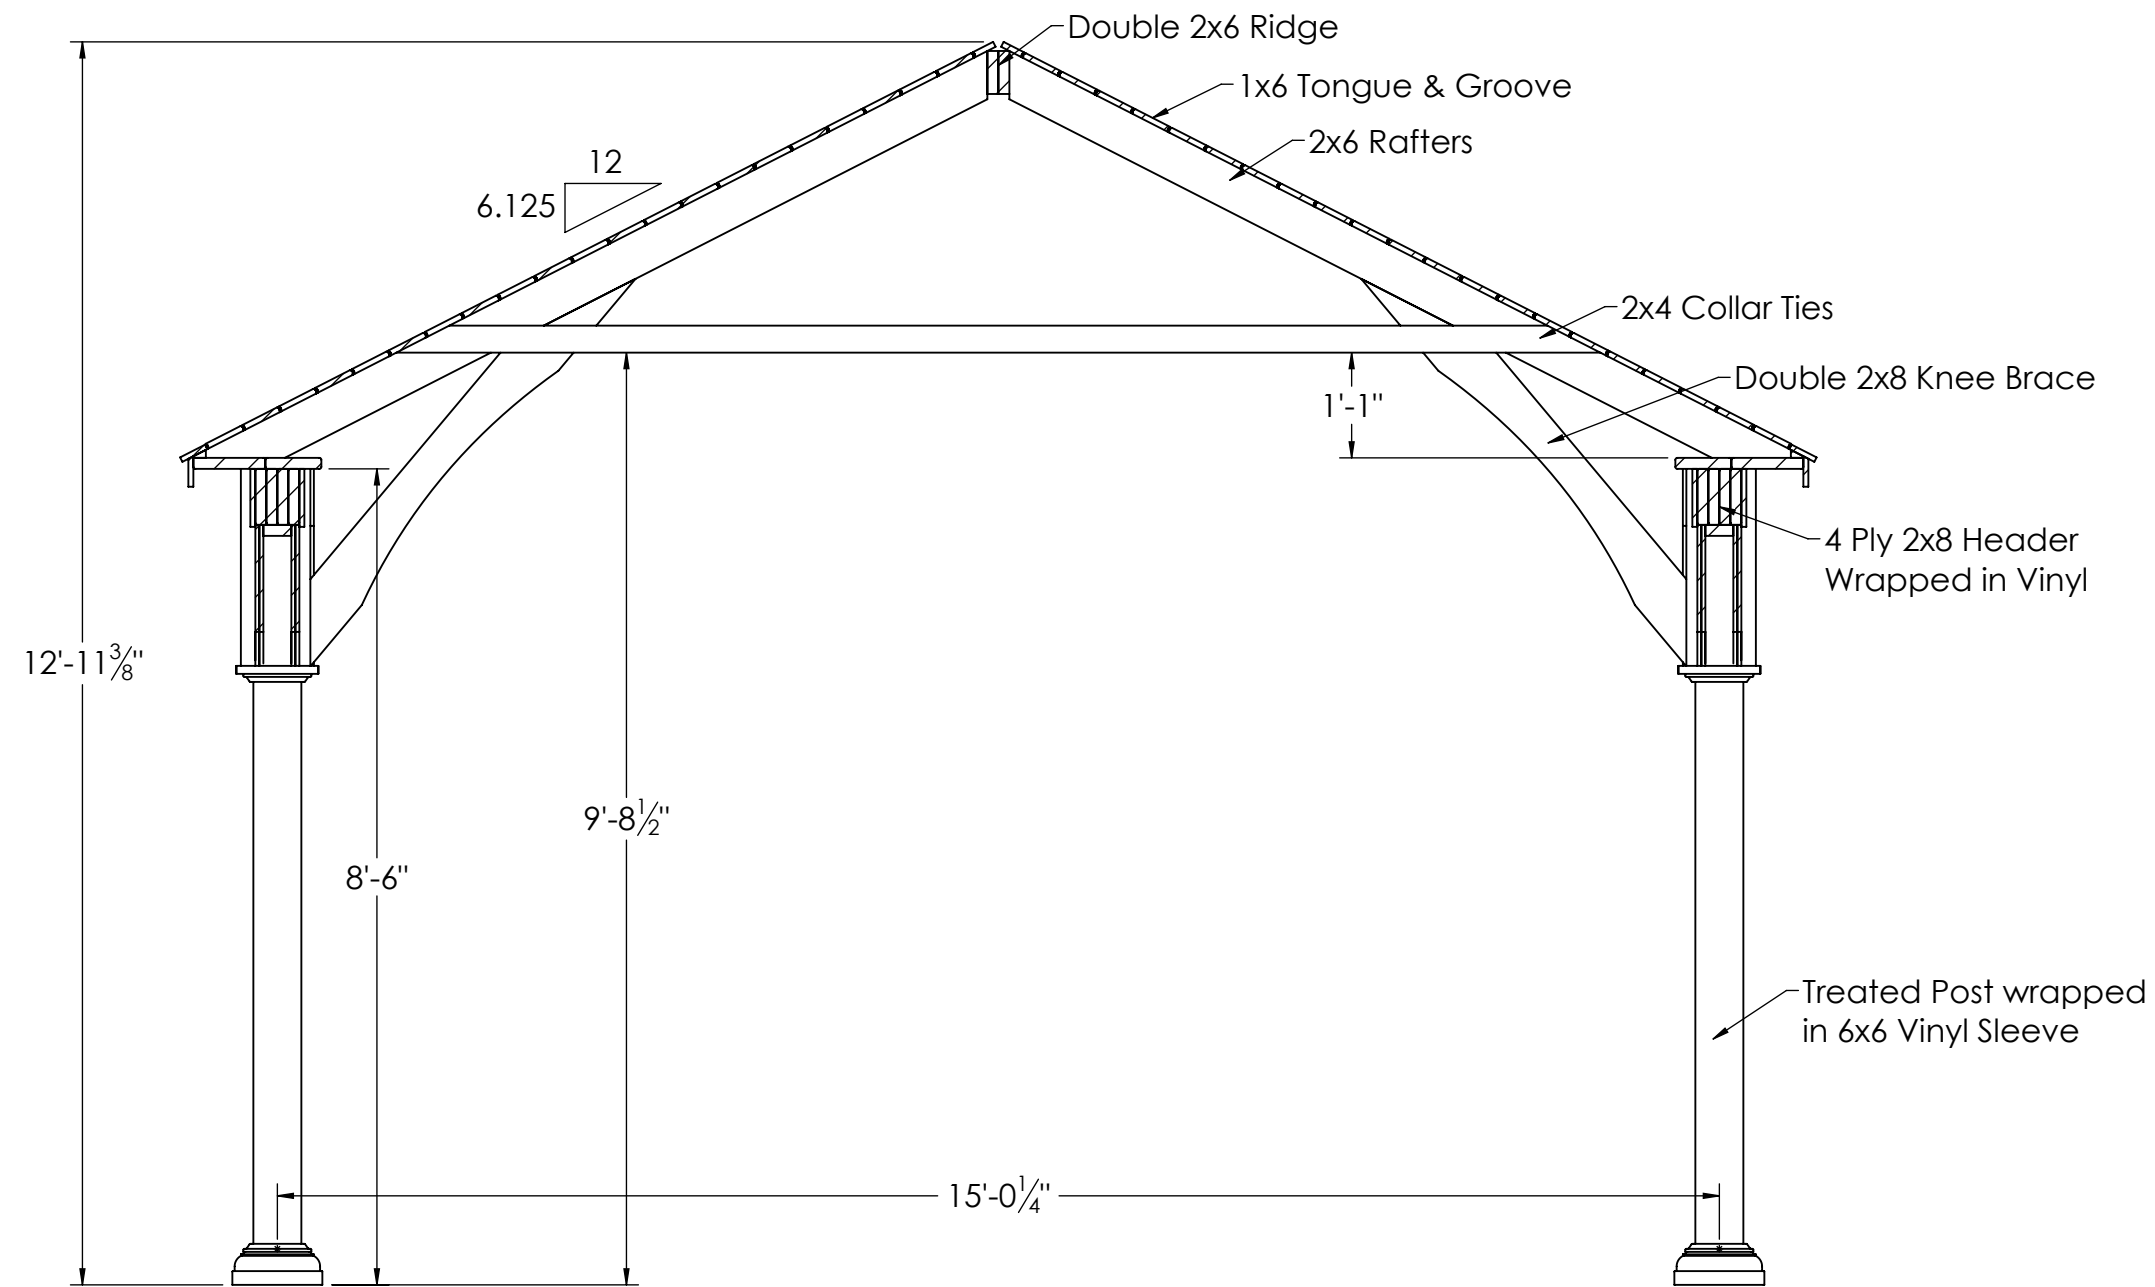 Double 2x6 Ridge
1x6 Tongue & Groove
2x6 Rafters
12
6.125
2x4 Collar Ties
Double 2x8 Knee Brace
1'-1"
4 Ply 2x8 Header
Wrapped in Vinyl
12'-11⅜"
9'-8½"
8'-6"
Treated Post wrapped
in 6x6 Vinyl Sleeve
15'-0¼"